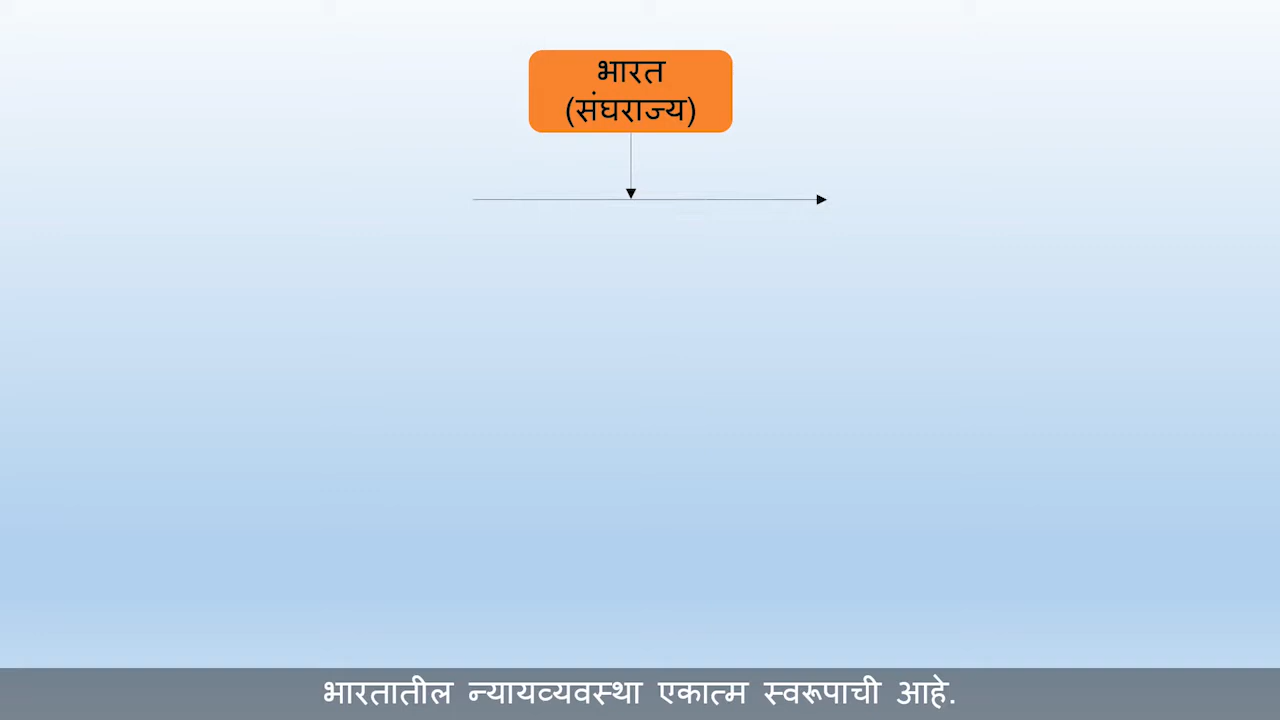 भारत
(संघराज्य)
भारतातील न्यायव्यवस्था एकात्म स्वरूपाची आहे.